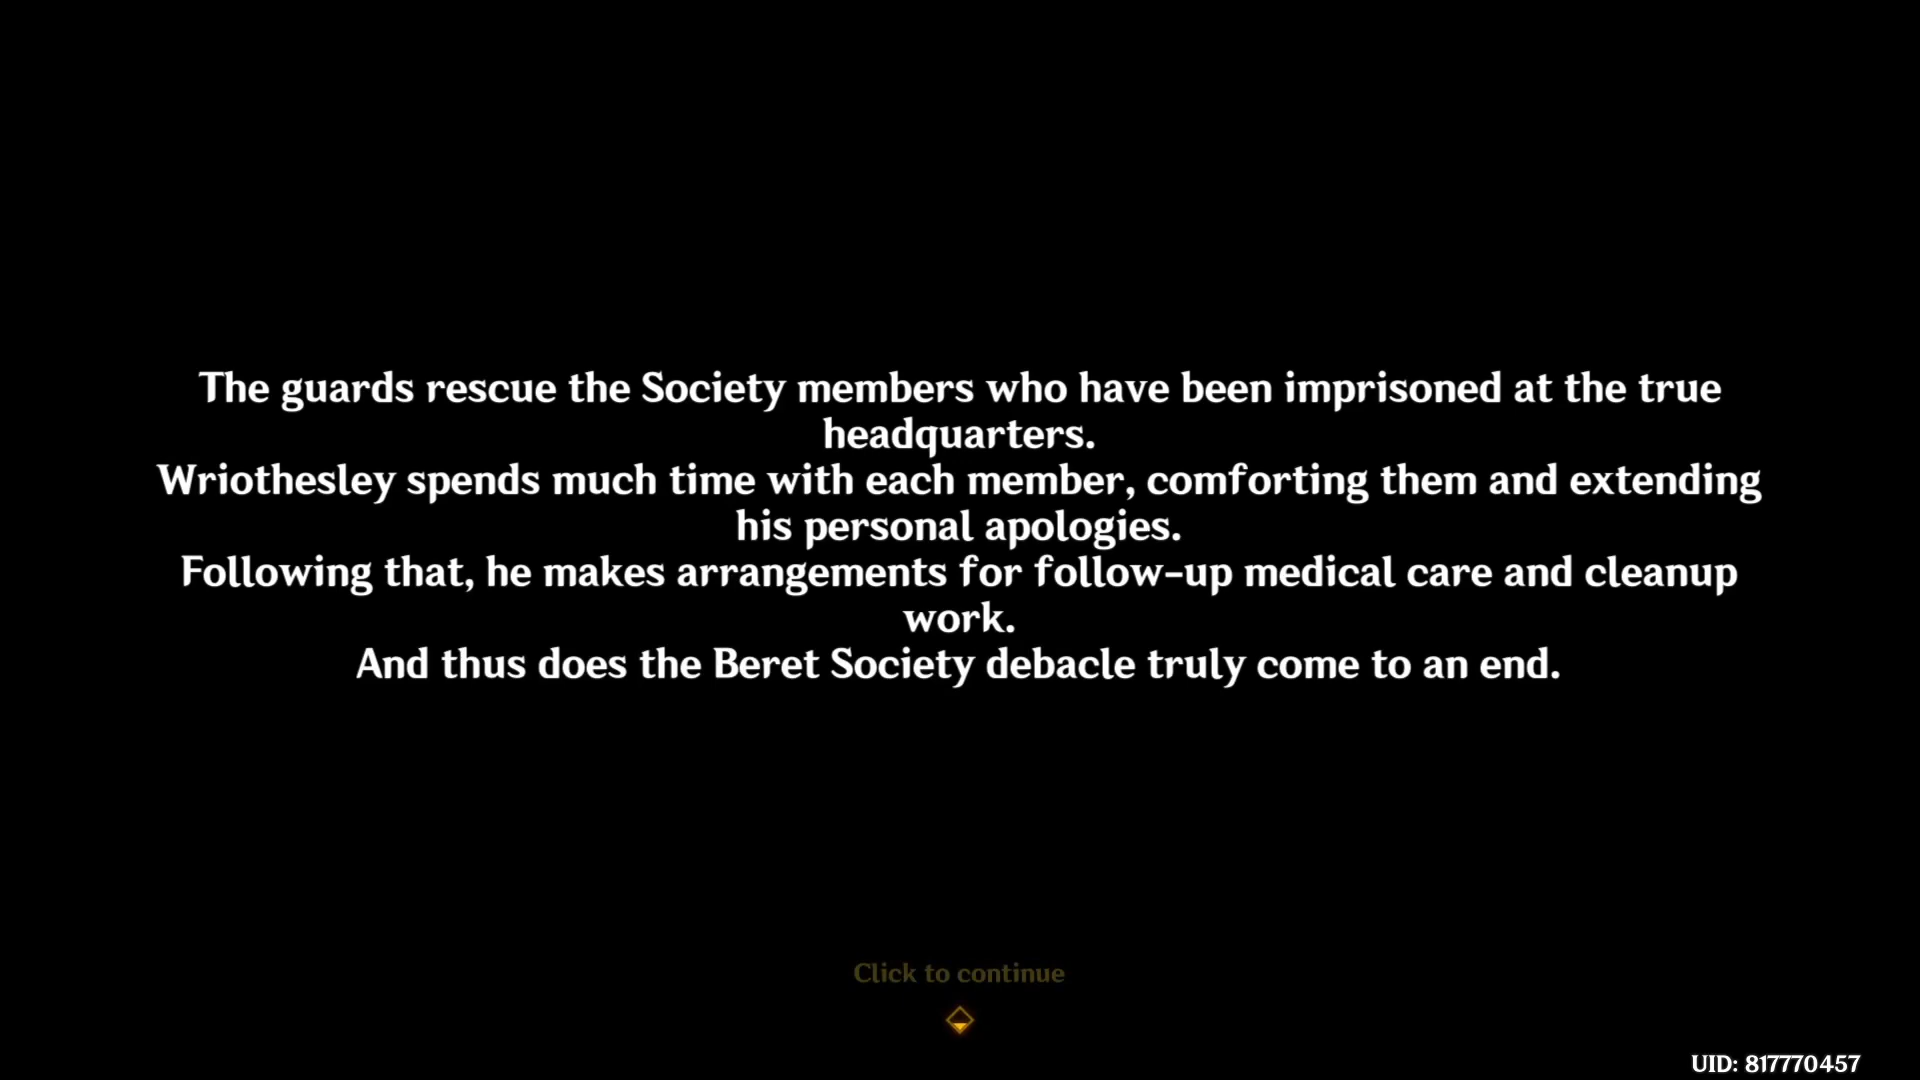 The guards rescue the Society members who have been imprisoned at the true
headquarters.
Wriothesley spends much time with each member, comforting them and extending
his personal apologies.
Following that, he makes arrangements for follow-up medical care and cleanup
work.
And thus does the Beret Society debacle truly come to an end.
Click to continue
UID: 817770457